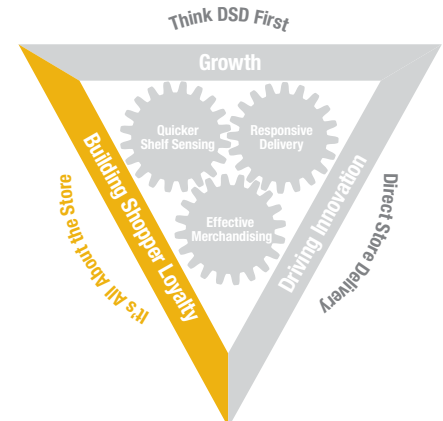 Think DSD First
Growth
Quicker
Shelf Sensing
Responsive
Delivery
Effective
Merchandising
Building Shopper Loyalty
Driving Innovation
It's All About the Store
Direct Store Delivery